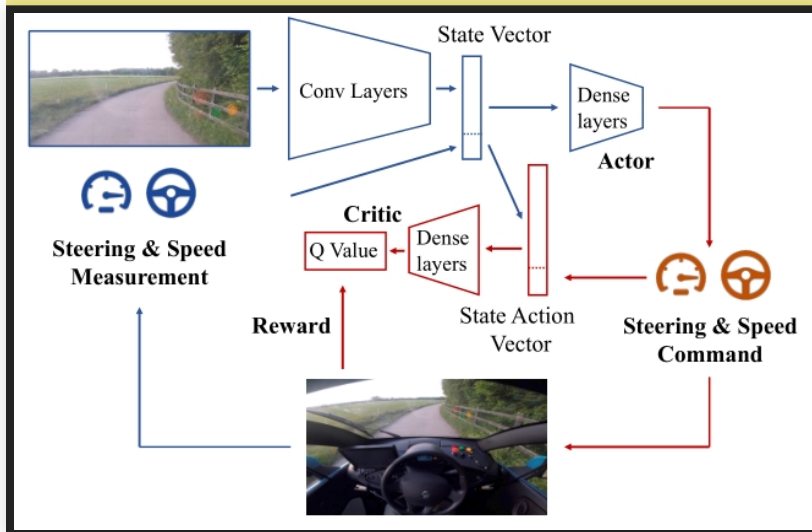 State Vector
Conv Layers
Dense
layers
Actor
Critic
Steering & Speed
Measurement
Q Value
Dense
layers
State Action
Vector
Reward
Steering & Speed
Command